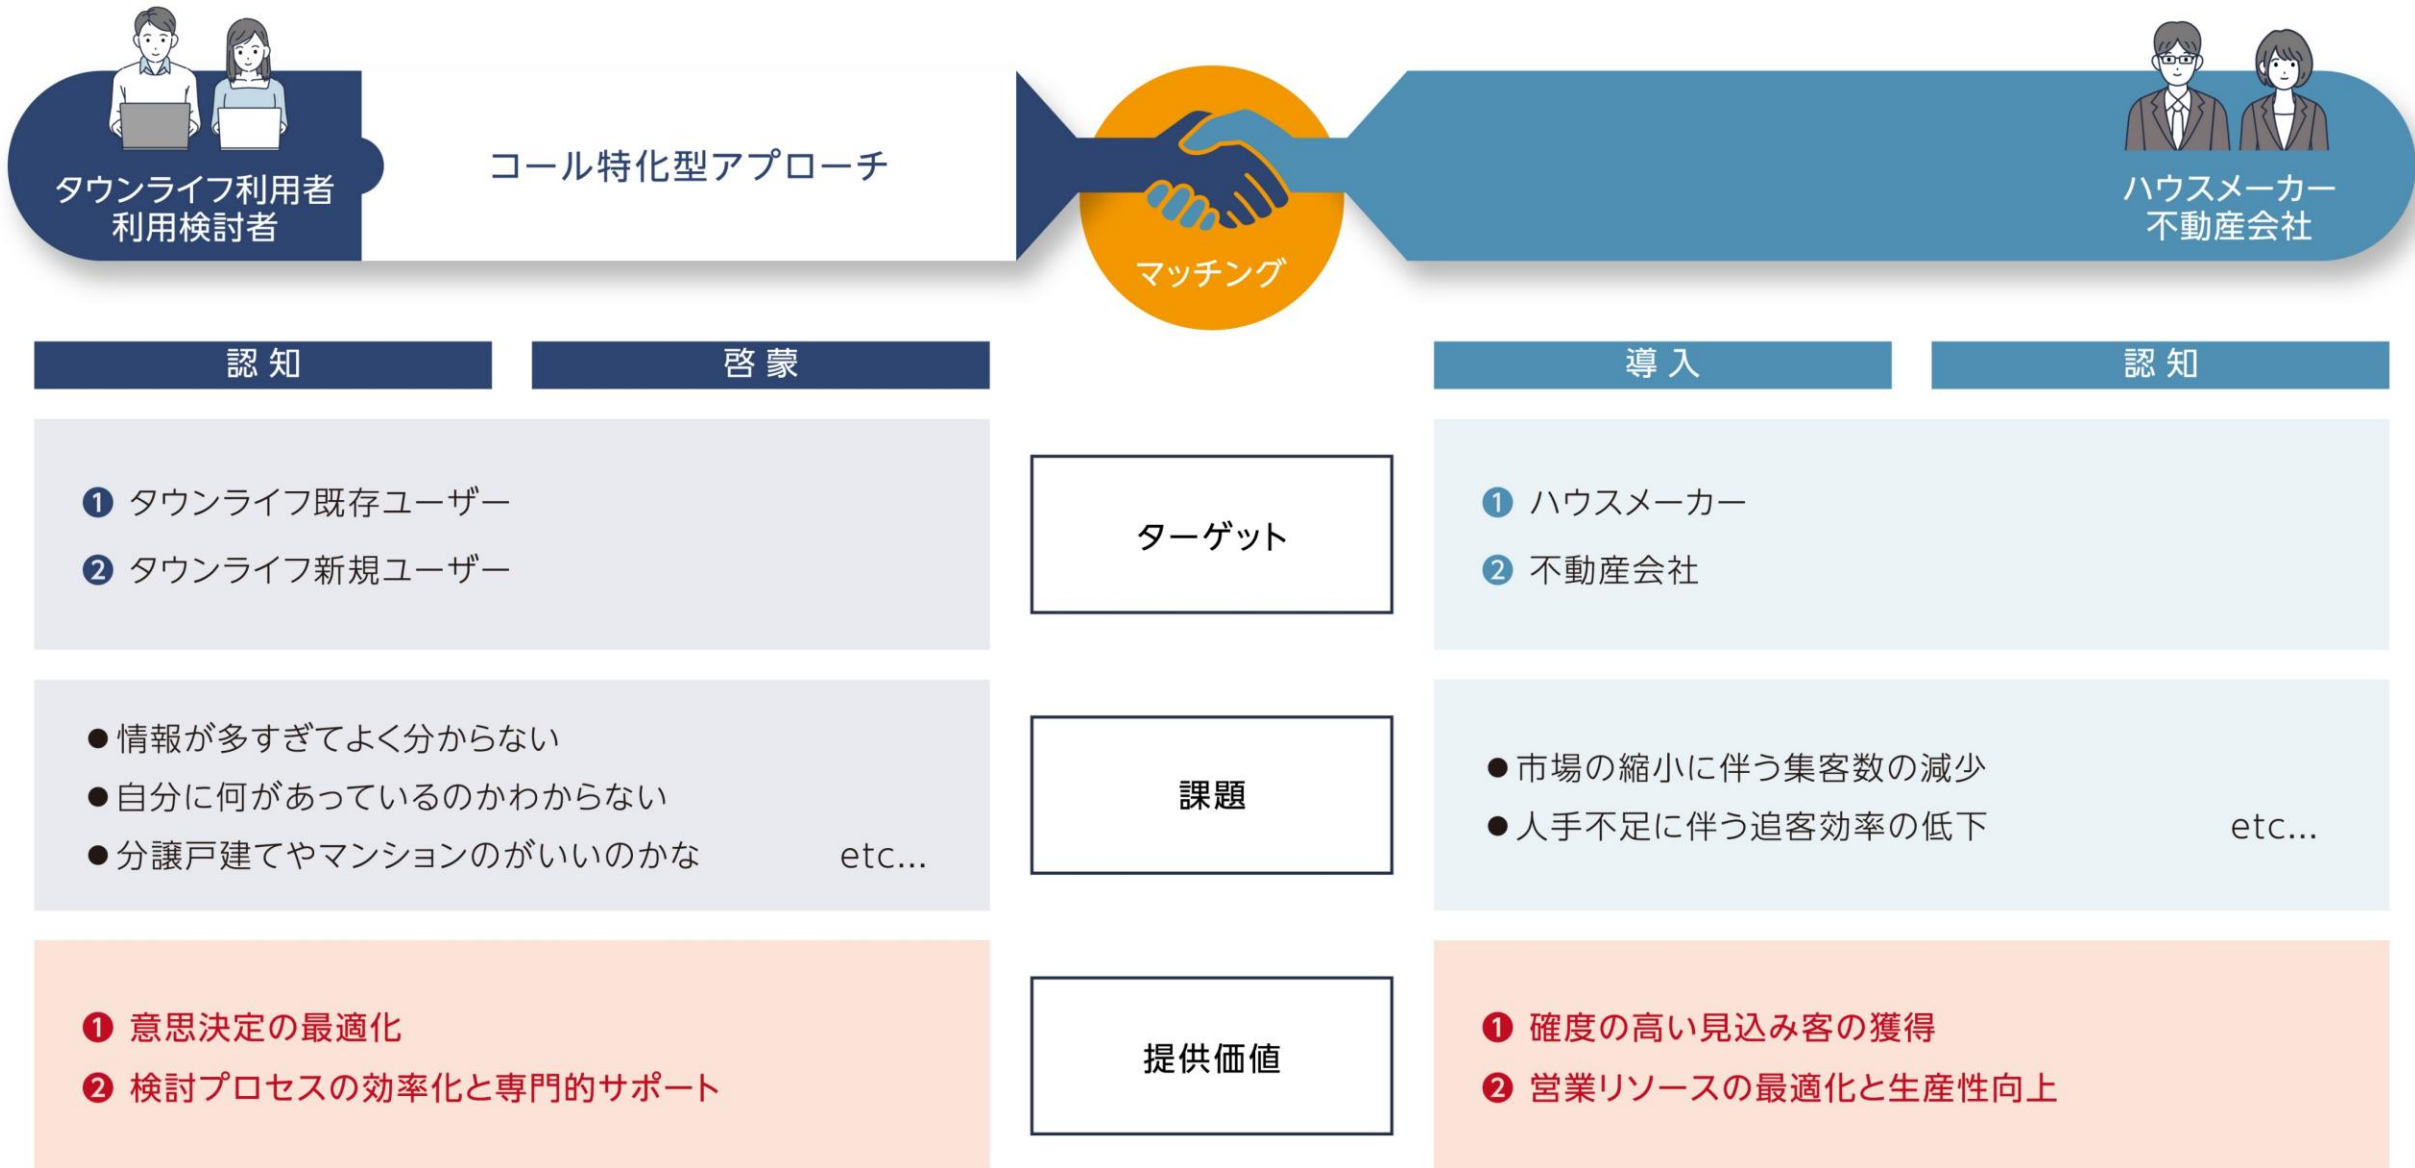 タウンライフ利用者
利用検討者
コール特化型アプローチ
マッチング
ハウスメーカー
不動産会社
認知
啓蒙
導入
認知
❶ タウンライフ既存ユーザー
❷ タウンライフ新規ユーザー
ターゲット
❶ ハウスメーカー
❷ 不動産会社
●情報が多すぎてよく分からない
●自分に何があっているのかわからない
●分譲戸建てやマンションのがいいのかな etc...
課題
●市場の縮小に伴う集客数の減少
●人手不足に伴う追客効率の低下 etc...
❶ 意思決定の最適化
❷ 検討プロセスの効率化と専門的サポート
提供価値
❶ 確度の高い見込み客の獲得
❷ 営業リソースの最適化と生産性向上